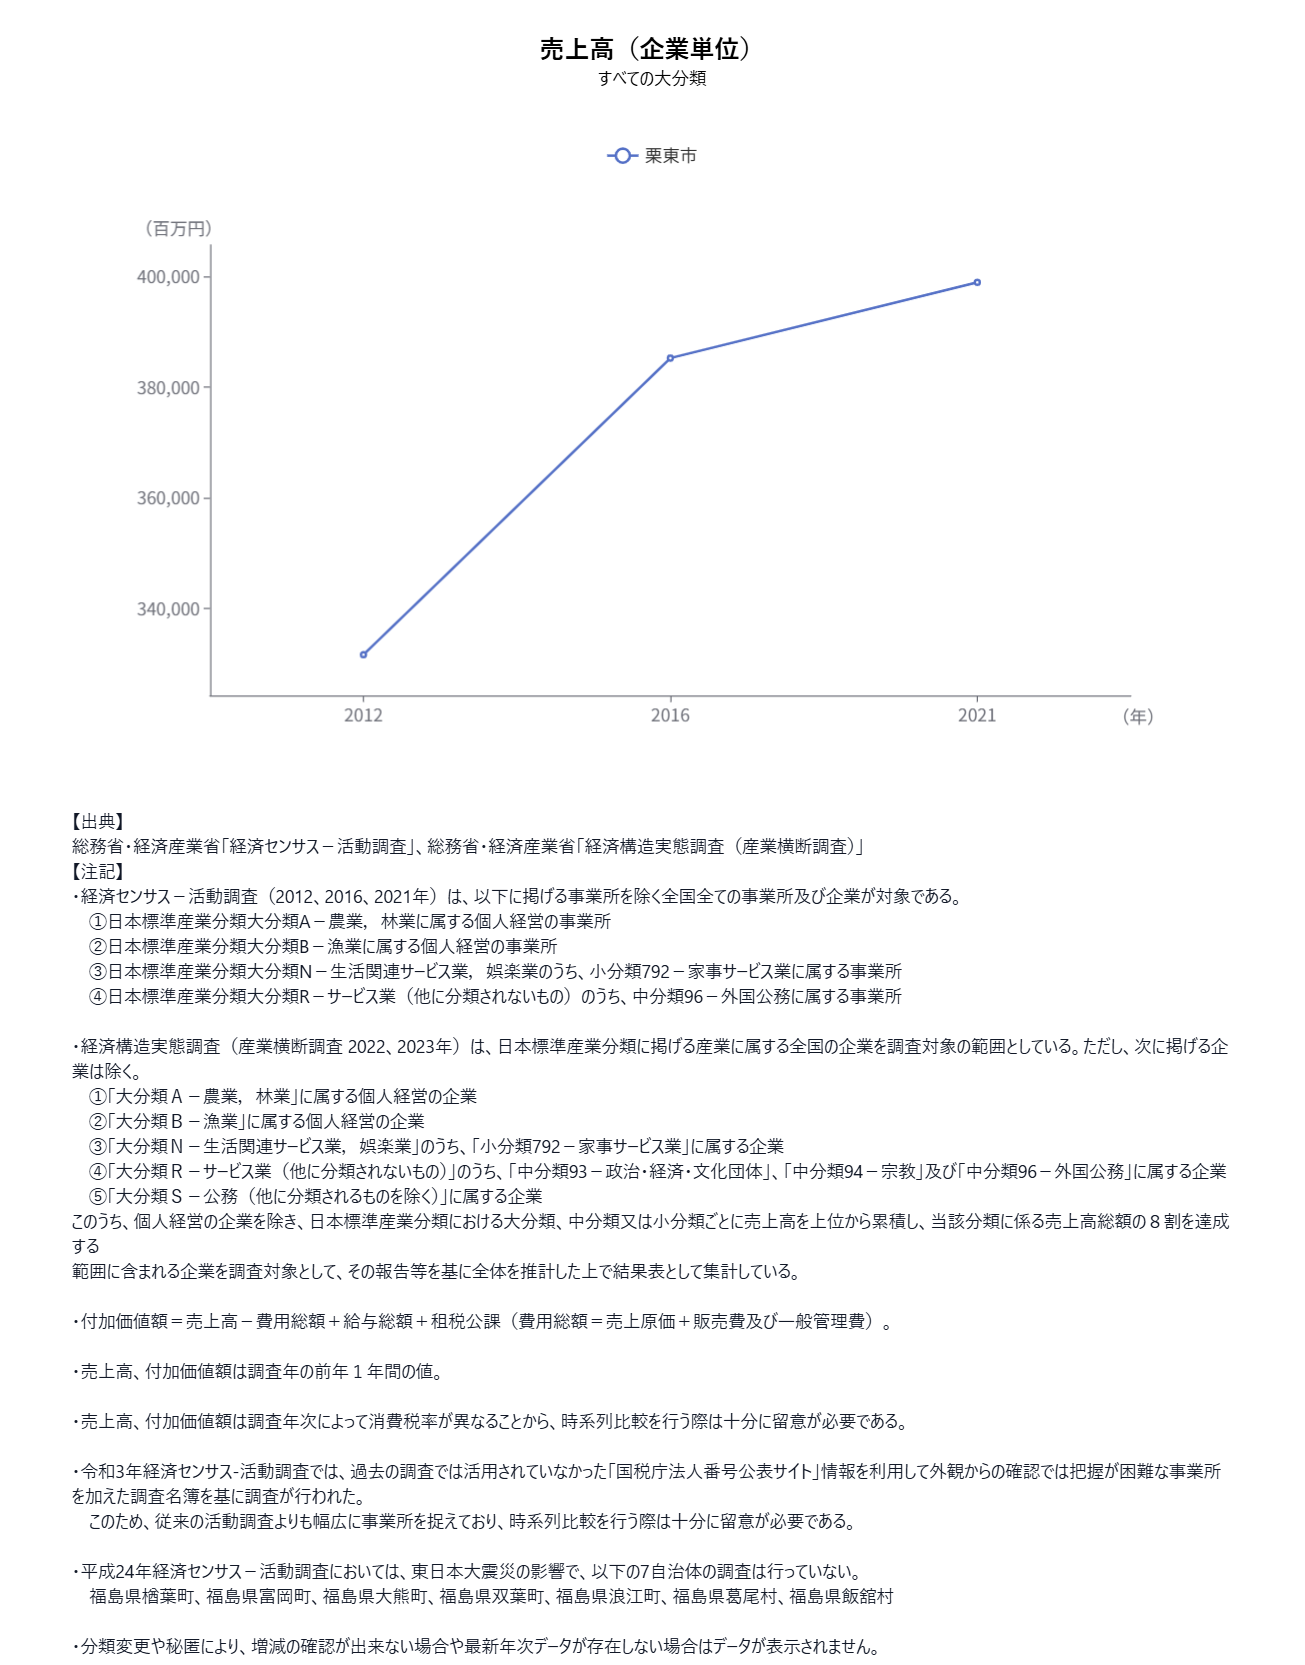 売上高（企業単位）
すべての大分類
栗東市
（百万円）
400,000
380,000
360,000
340,000
2012
2016
2021
（年）
【出典】
総務省・経済産業省「経済センサス－活動調査」、総務省・経済産業省「経済構造実態調査（産業横断調査）」
【注記】
・経済センサス－活動調査（2012、2016、2021年）は、以下に掲げる事業所を除く全国全ての事業所及び企業が対象である。
①日本標準産業分類大分類A－農業，林業に属する個人経営の事業所
②日本標準産業分類大分類B－漁業に属する個人経営の事業所
③日本標準産業分類大分類N－生活関連サービス業，娯楽業のうち、小分類792－家事サービス業に属する事業所
④日本標準産業分類大分類R－サービス業（他に分類されないもの）のうち、中分類96－外国公務に属する事業所
・経済構造実態調査（産業横断調査 2022、2023年）は、日本標準産業分類に掲げる産業に属する全国の企業を調査対象の範囲としている。ただし、次に掲げる企
業は除く。
①「大分類Ａ－農業，林業」に属する個人経営の企業
②「大分類Ｂ－漁業」に属する個人経営の企業
③「大分類Ｎ－生活関連サービス業，娯楽業」のうち、「小分類792－家事サービス業」に属する企業
④「大分類Ｒ－サービス業（他に分類されないもの）」のうち、「中分類93－政治・経済・文化団体」、「中分類94－宗教」及び「中分類96－外国公務」に属する企業
⑤「大分類Ｓ－公務（他に分類されるものを除く）」に属する企業
このうち、個人経営の企業を除き、日本標準産業分類における大分類、中分類又は小分類ごとに売上高を上位から累積し、当該分類に係る売上高総額の８割を達成
する
範囲に含まれる企業を調査対象として、その報告等を基に全体を推計した上で結果表として集計している。
・付加価値額＝売上高－費用総額＋給与総額＋租税公課（費用総額＝売上原価＋販売費及び一般管理費）。
・売上高、付加価値額は調査年の前年１年間の値。
・売上高、付加価値額は調査年次によって消費税率が異なることから、時系列比較を行う際は十分に留意が必要である。
・令和3年経済センサス-活動調査では、過去の調査では活用されていなかった「国税庁法人番号公表サイト」情報を利用して外観からの確認では把握が困難な事業所
を加えた調査名簿を基に調査が行われた。
このため、従来の活動調査よりも幅広に事業所を捉えており、時系列比較を行う際は十分に留意が必要である。
・平成24年経済センサス－活動調査においては、東日本大震災の影響で、以下の7自治体の調査は行っていない。
福島県楢葉町、福島県富岡町、福島県大熊町、福島県双葉町、福島県浪江町、福島県葛尾村、福島県飯舘村
・分類変更や秘匿により、増減の確認が出来ない場合や最新年次データが存在しない場合はデータが表示されません。